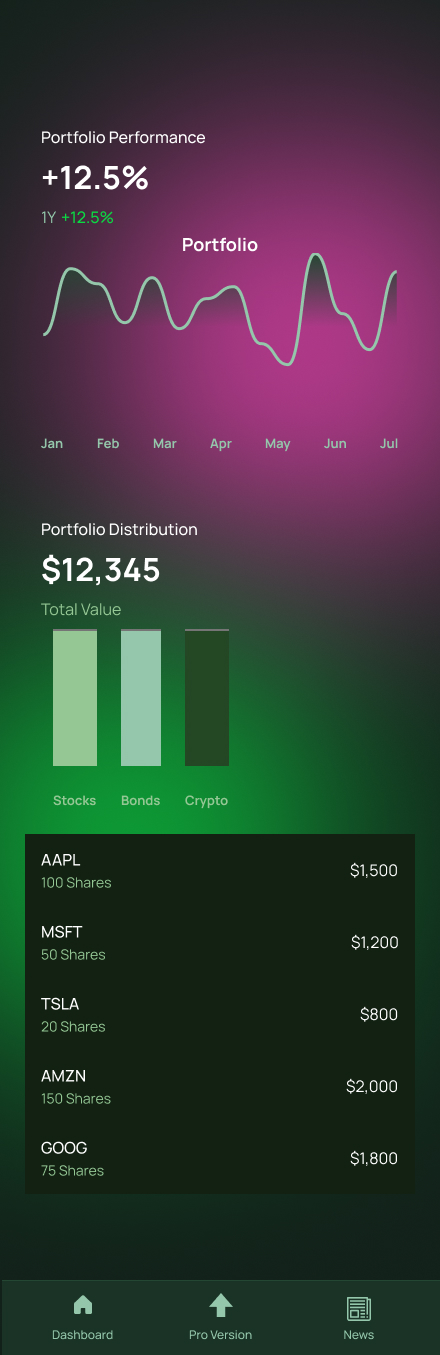 Portfolio Performance
+12.5%
1Y +12.5%
Portfolio
Jan Feb Mar Apr May Jun Jul
Portfolio Distribution
$12,345
Total Value
Stocks Bonds Crypto
AAPL $1,500
100 Shares
MSFT $1,200
50 Shares
TSLA $800
20 Shares
AMZN $2,000
150 Shares
GOOG $1,800
75 Shares
Dashboard Pro Version News